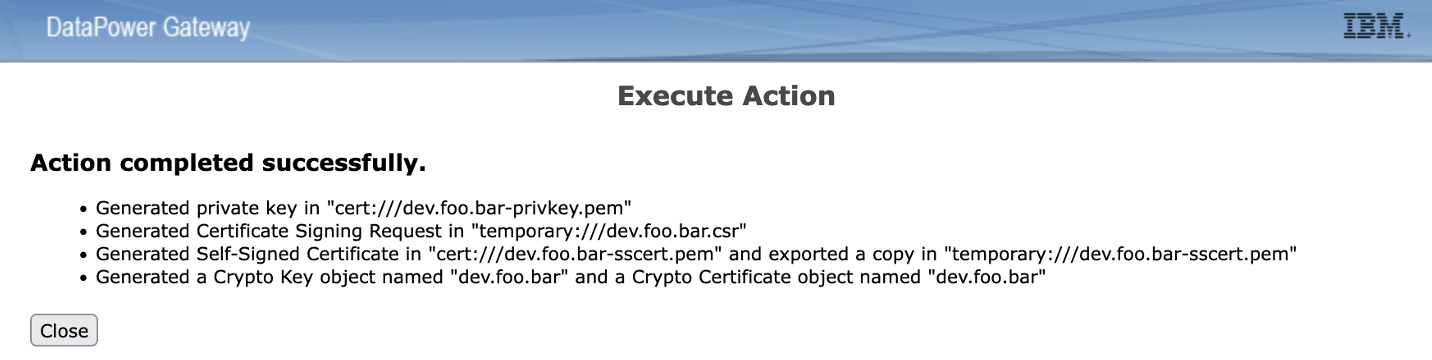 DataPower Gateway
IBM.
Execute Action
Action completed successfully.
• Generated private key in "cert:///dev.foo.bar-privkey.pem"
• Generated Certificate Signing Request in "temporary:///dev.foo.bar.csr"
• Generated Self-Signed Certificate in "cert:///dev.foo.bar-sscert.pem" and exported a copy in "temporary:///dev.foo.bar-sscert.pem"
• Generated a Crypto Key object named "dev.foo.bar" and a Crypto Certificate object named "dev.foo.bar"
Close